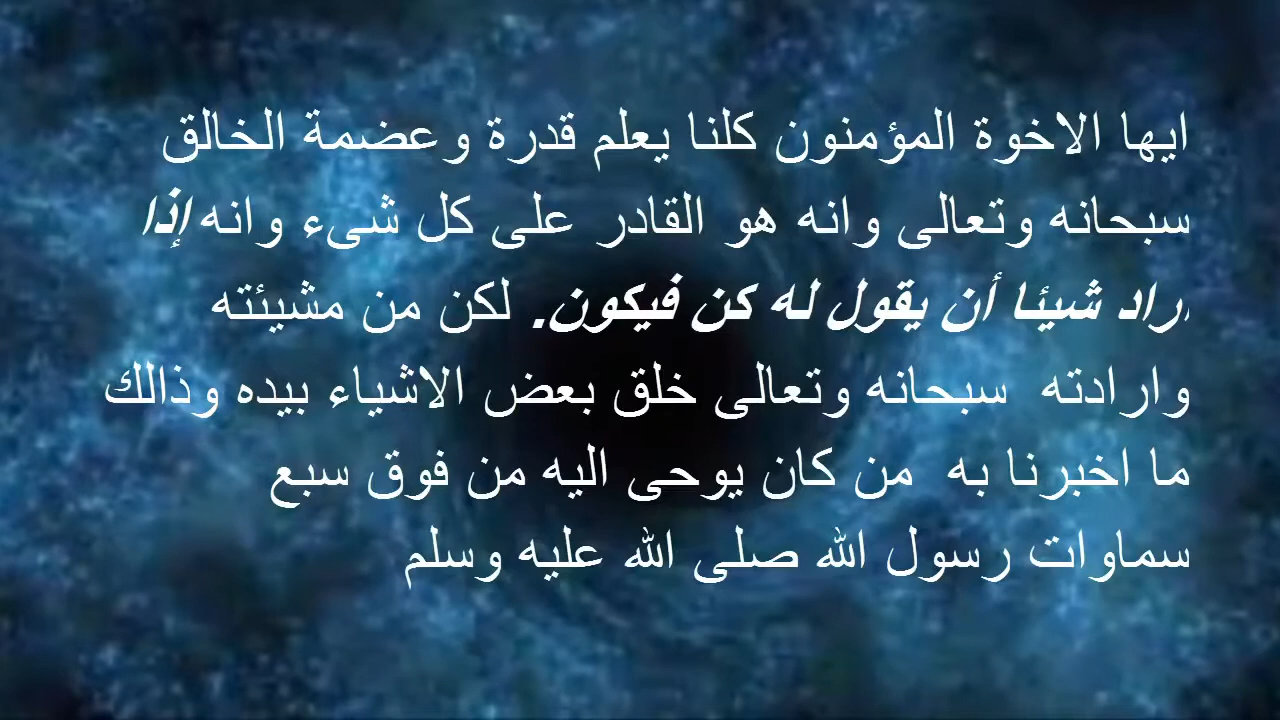 ايها الاخوة المؤمنون كلنا يعلم قدرة وعضمة الخالق
سبحانه وتعالى وانه هو القادر على كل شىء وانه إذا
اراد شيئا أن يقول له كن فيكون. لكن من مشيئته
وارادته سبحانه وتعالى خلق بعض الاشياء بيده وذالك
ما اخبرنا به من كان يوحى اليه من فوق سبع
سماوات رسول الله صلى الله عليه وسلم